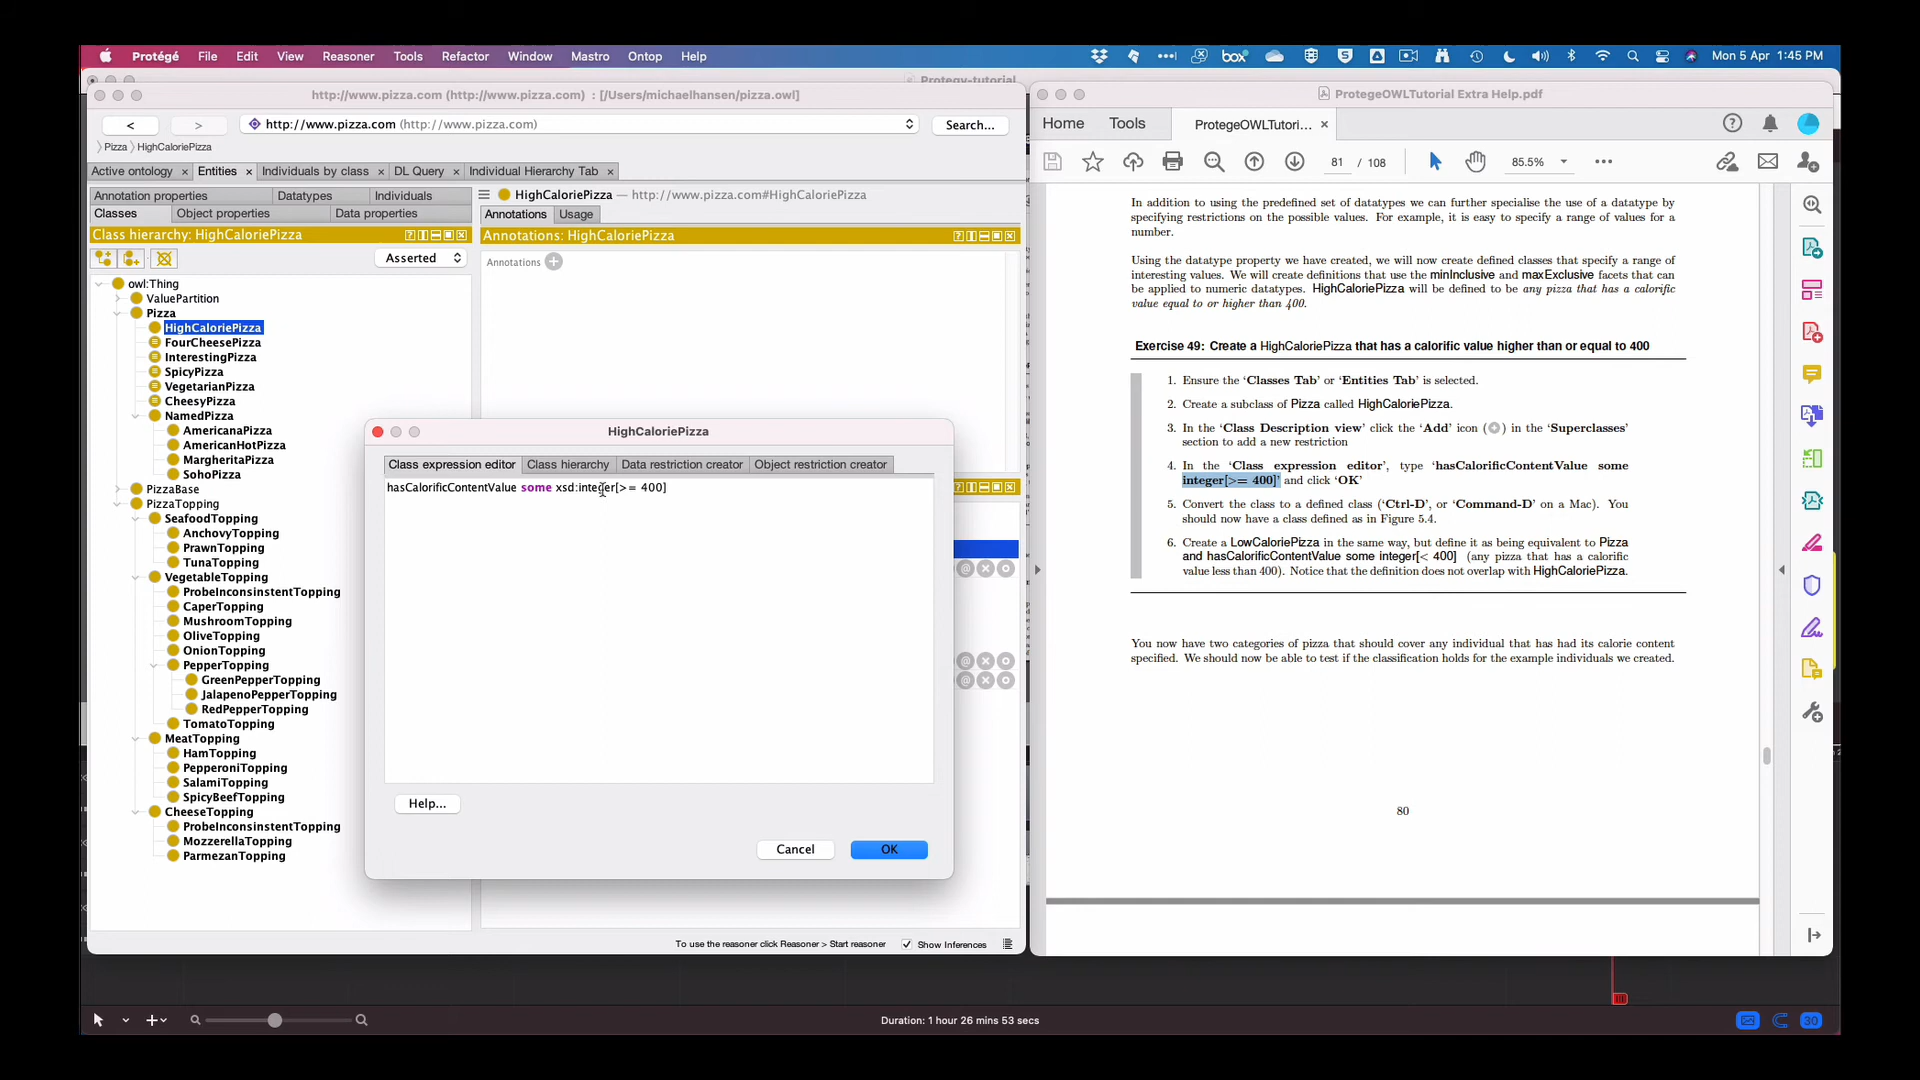 Protégé File Edit View Reasoner Tools Refactor Window Mastro Ontop Help
box Mon 5 Apr 1:45 PM
Protegy-tutorial
http://www.pizza.com (http://www.pizza.com) : [/Users/michaelhansen/pizza.owl]
< > http://www.pizza.com (http://www.pizza.com) Search...
Pizza HighCaloriePizza
Active ontology × Entities × Individuals by class × DL Query × Individual Hierarchy Tab ×
Annotation properties Datatypes Individuals
Classes Object properties Data properties
Class hierarchy: HighCaloriePizza
Asserted
owl:Thing
ValuePartition
Pizza
HighCaloriePizza
FourCheesePizza
InterestingPizza
SpicyPizza
VegetarianPizza
CheesyPizza
NamedPizza
AmericanaPizza
AmericanHotPizza
MargheritaPizza
SohoPizza
PizzaBase
PizzaTopping
SeafoodTopping
AnchovyTopping
PrawnTopping
TunaTopping
VegetableTopping
ProbeInconsinstentTopping
CaperTopping
MushroomTopping
OliveTopping
OnionTopping
PepperTopping
GreenPepperTopping
JalapenoPepperTopping
RedPepperTopping
TomatoTopping
MeatTopping
HamTopping
PepperoniTopping
SalamiTopping
SpicyBeefTopping
CheeseTopping
ProbeInconsinstentTopping
MozzerellaTopping
ParmezanTopping
HighCaloriePizza — http://www.pizza.com#HighCaloriePizza
Annotations Usage
Annotations: HighCaloriePizza
Annotations
HighCaloriePizza
Class expression editor Class hierarchy Data restriction creator Object restriction creator
hasCalorificContentValue some xsd:integer[>= 400]
Help...
Cancel OK
To use the reasoner click Reasoner > Start reasoner Show Inferences
ProtegeOWLTutorial Extra Help.pdf
Home Tools ProtegeOWLTutori... ×
81 / 108 85.5%
In addition to using the predefined set of datatypes we can further specialise the use of a datatype by
specifying restrictions on the possible values. For example, it is easy to specify a range of values for a
number.
Using the datatype property we have created, we will now create defined classes that specify a range of
interesting values. We will create definitions that use the minInclusive and maxExclusive facets that can
be applied to numeric datatypes. HighCaloriePizza will be defined to be any pizza that has a calorific
value equal to or higher than 400.
Exercise 49: Create a HighCaloriePizza that has a calorific value higher than or equal to 400
1. Ensure the ‘Classes Tab’ or ‘Entities Tab’ is selected.
2. Create a subclass of Pizza called HighCaloriePizza.
3. In the ‘Class Description view’ click the ‘Add’ icon (+) in the ‘Superclasses’
section to add a new restriction
4. In the ‘Class expression editor’, type ‘hasCalorificContentValue some
integer[>= 400]’ and click ‘OK’
5. Convert the class to a defined class (‘Ctrl-D’, or ‘Command-D’ on a Mac). You
should now have a class defined as in Figure 5.4.
6. Create a LowCaloriePizza in the same way, but define it as being equivalent to Pizza
and hasCalorificContentValue some integer[< 400] (any pizza that has a calorific
value less than 400). Notice that the definition does not overlap with HighCaloriePizza.
You now have two categories of pizza that should cover any individual that has had its calorie content
specified. We should now be able to test if the classification holds for the example individuals we created.
80
Duration: 1 hour 26 mins 53 secs
30